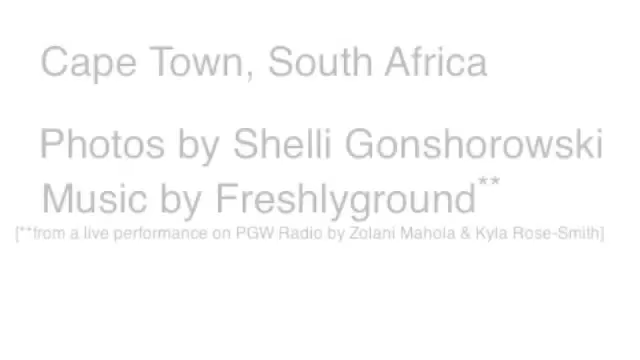 Cape Town, South Africa
Photos by Shelli Gonshorowski
Music by Freshlyground**
[**from a live performance on PGW Radio by Zolani Mahola & Kyla Rose-Smith]